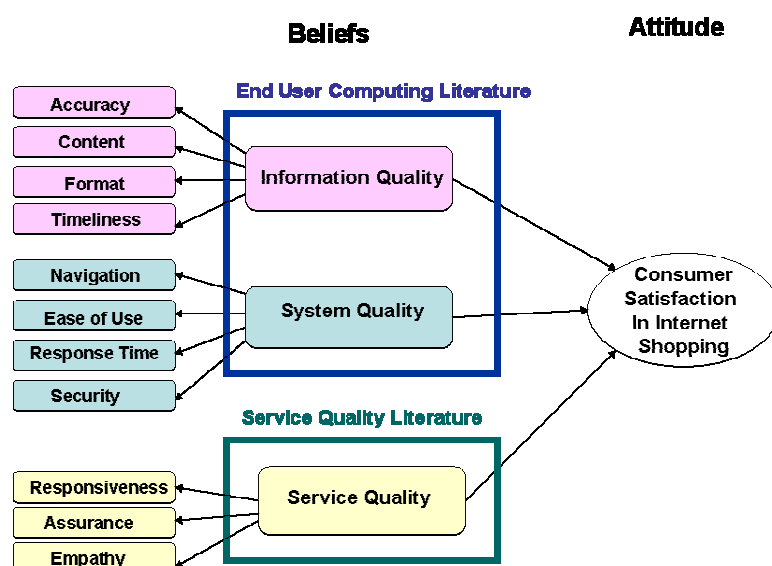 Beliefs
Attitude
End User Computing Literature
Accuracy
Content
Format
Timeliness
Information Quality
Navigation
Ease of Use
Response Time
Security
System Quality
Consumer
Satisfaction
In Internet
Shopping
Service Quality Literature
Responsiveness
Assurance
Empathy
Service Quality